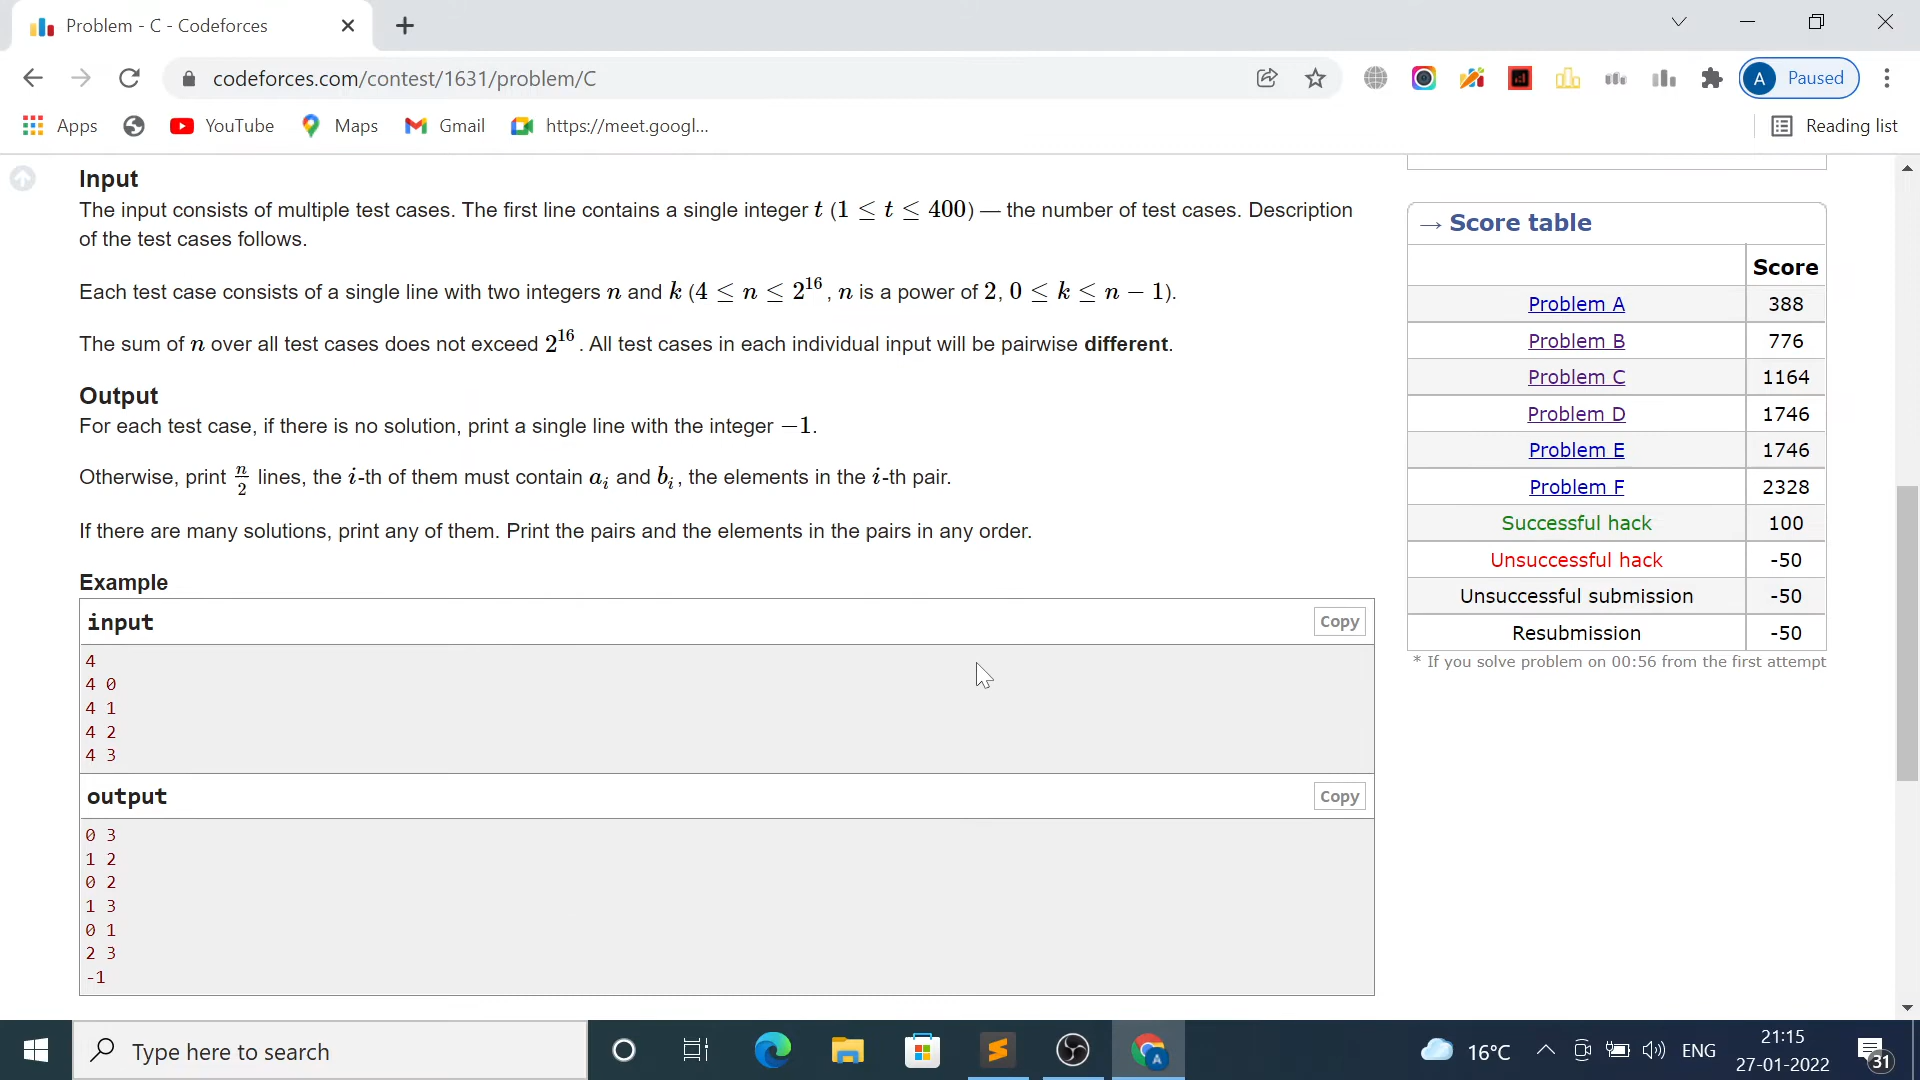 Problem - C - Codeforces
codeforces.com/contest/1631/problem/C
A Paused
Apps
YouTube
Maps
Gmail
https://meet.googl...
Reading list
Input
The input consists of multiple test cases. The first line contains a single integer t (1 ≤ t ≤ 400) — the number of test cases. Description
of the test cases follows.
Each test case consists of a single line with two integers n and k (4 ≤ n ≤ 2^16, n is a power of 2, 0 ≤ k ≤ n − 1).
The sum of n over all test cases does not exceed 2^16. All test cases in each individual input will be pairwise different.
Output
For each test case, if there is no solution, print a single line with the integer −1.
Otherwise, print n/2 lines, the i-th of them must contain a_i and b_i, the elements in the i-th pair.
If there are many solutions, print any of them. Print the pairs and the elements in the pairs in any order.
Example
input
Copy
4
4 0
4 1
4 2
4 3
output
Copy
0 3
1 2
0 2
1 3
0 1
2 3
-1
→ Score table
Score
Problem A 388
Problem B 776
Problem C 1164
Problem D 1746
Problem E 1746
Problem F 2328
Successful hack 100
Unsuccessful hack -50
Unsuccessful submission -50
Resubmission -50
* If you solve problem on 00:56 from the first attempt
Type here to search
A
16°C
ENG
21:15
27-01-2022
31